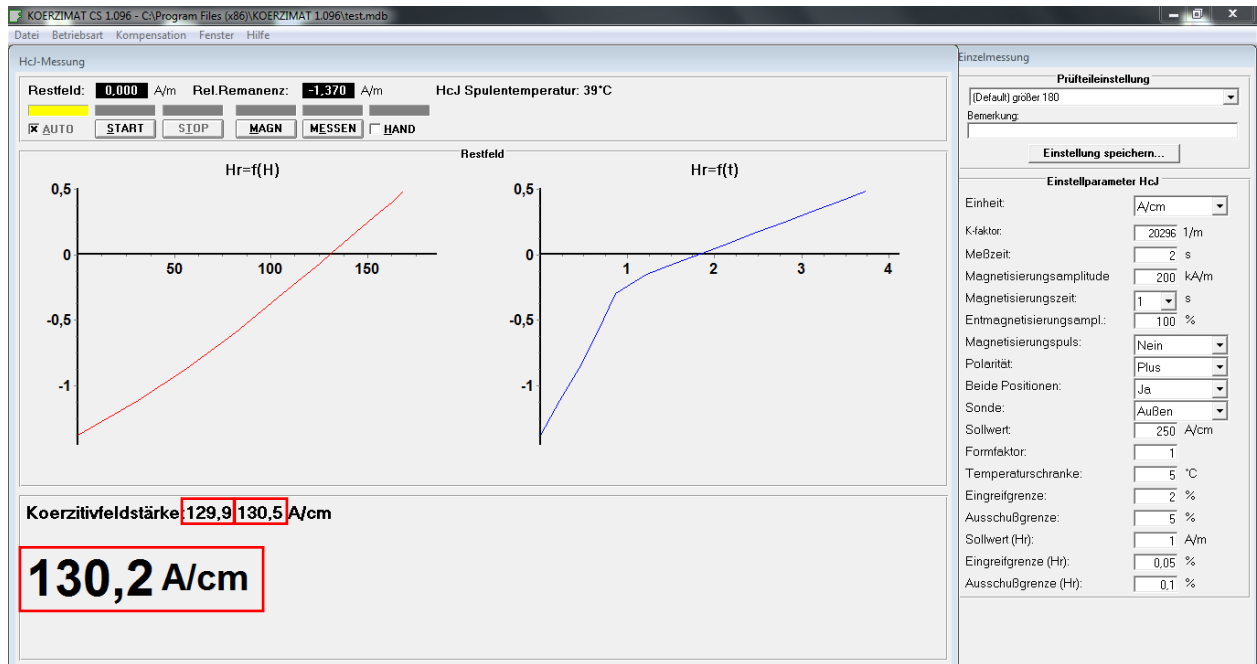 KOERZIMAT CS 1.096 - C:\Program Files (x86)\KOERZIMAT 1.096\test.mdb
Datei Betriebsart Kompensation Fenster Hilfe
HcJ-Messung
Restfeld: 0,000 A/m Rel.Remanenz: -1,370 A/m HcJ Spulentemperatur: 39°C
AUTO START STOP MAGN MESSEN HAND
Restfeld
Hr=f(H)
0,5
0
-0,5
-1
50 100 150
Hr=f(t)
0,5
0
-0,5
-1
1 2 3 4
Koerzitivfeldstärke: 129,9 130,5 A/cm
130,2 A/cm
Einzelmessung
Prüfteileinstellung
(Default) größer 180
Bemerkung:
Einstellung speichern...
Einstellparameter HcJ
Einheit: A/cm
K-faktor: 20296 1/m
Meßzeit: 2 s
Magnetisierungsamplitude 200 kA/m
Magnetisierungszeit: 1 s
Entmagnetisierungsampl.: 100 %
Magnetisierungspuls: Nein
Polarität: Plus
Beide Positionen: Ja
Sonde: Außen
Sollwert: 250 A/cm
Formfaktor: 1
Temperaturschranke: 5 °C
Eingreifgrenze: 2 %
Ausschußgrenze: 5 %
Sollwert (Hr): 1 A/m
Eingreifgrenze (Hr): 0,05 %
Ausschußgrenze (Hr): 0,1 %